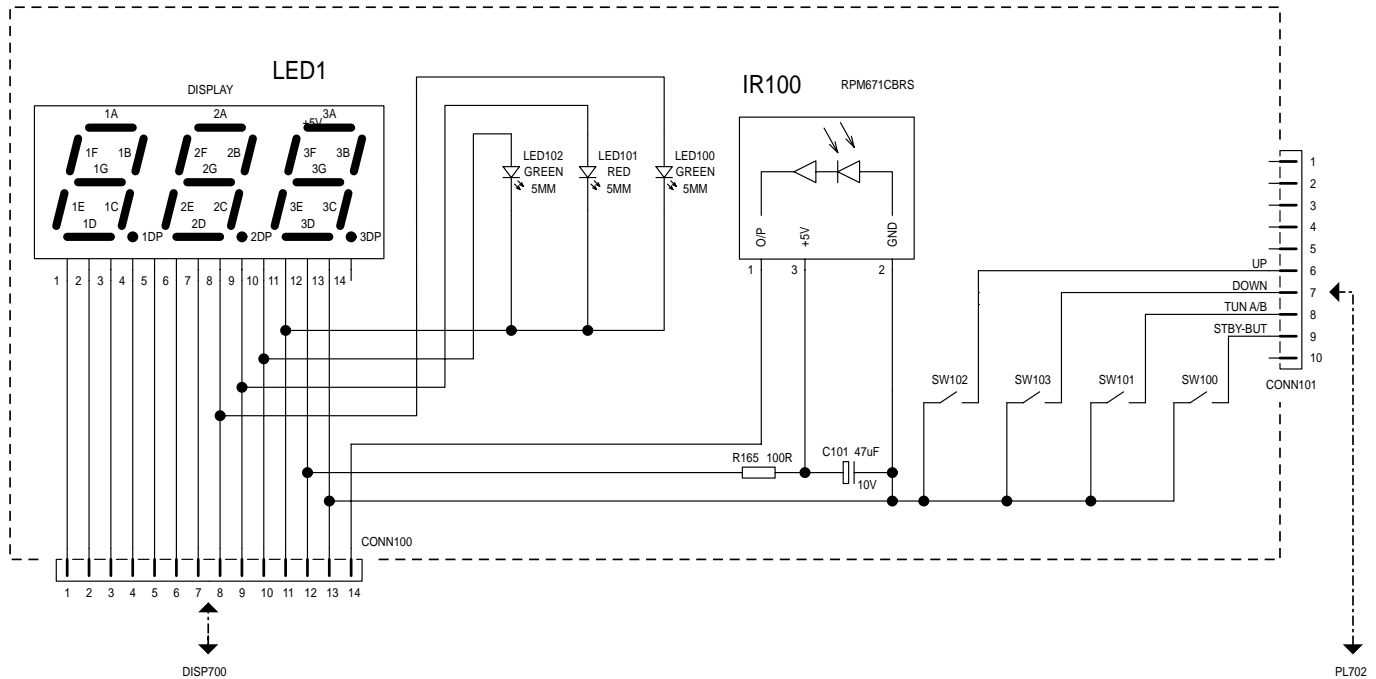 LED1
DISPLAY
IR100 RPM671CBRS
1A 2A 3A
+5V
1F 1B 2F 2B 3F 3B
1G 2G 3G
1E 1C 2E 2C 3E 3C
1D 2D 3D
1DP 2DP 3DP
1 2 3 4 5 6 7 8 9 10 11 12 13 14
LED102
GREEN
5MM
LED101
RED
5MM
LED100
GREEN
5MM
O/P
+5V
GND
1 3 2
1
2
3
4
5
UP 6
DOWN 7
TUN A/B 8
STBY-BUT 9
10
CONN101
SW102 SW103 SW101 SW100
R165 100R
C101 47uF
10V
CONN100
1 2 3 4 5 6 7 8 9 10 11 12 13 14
DISP700
PL702